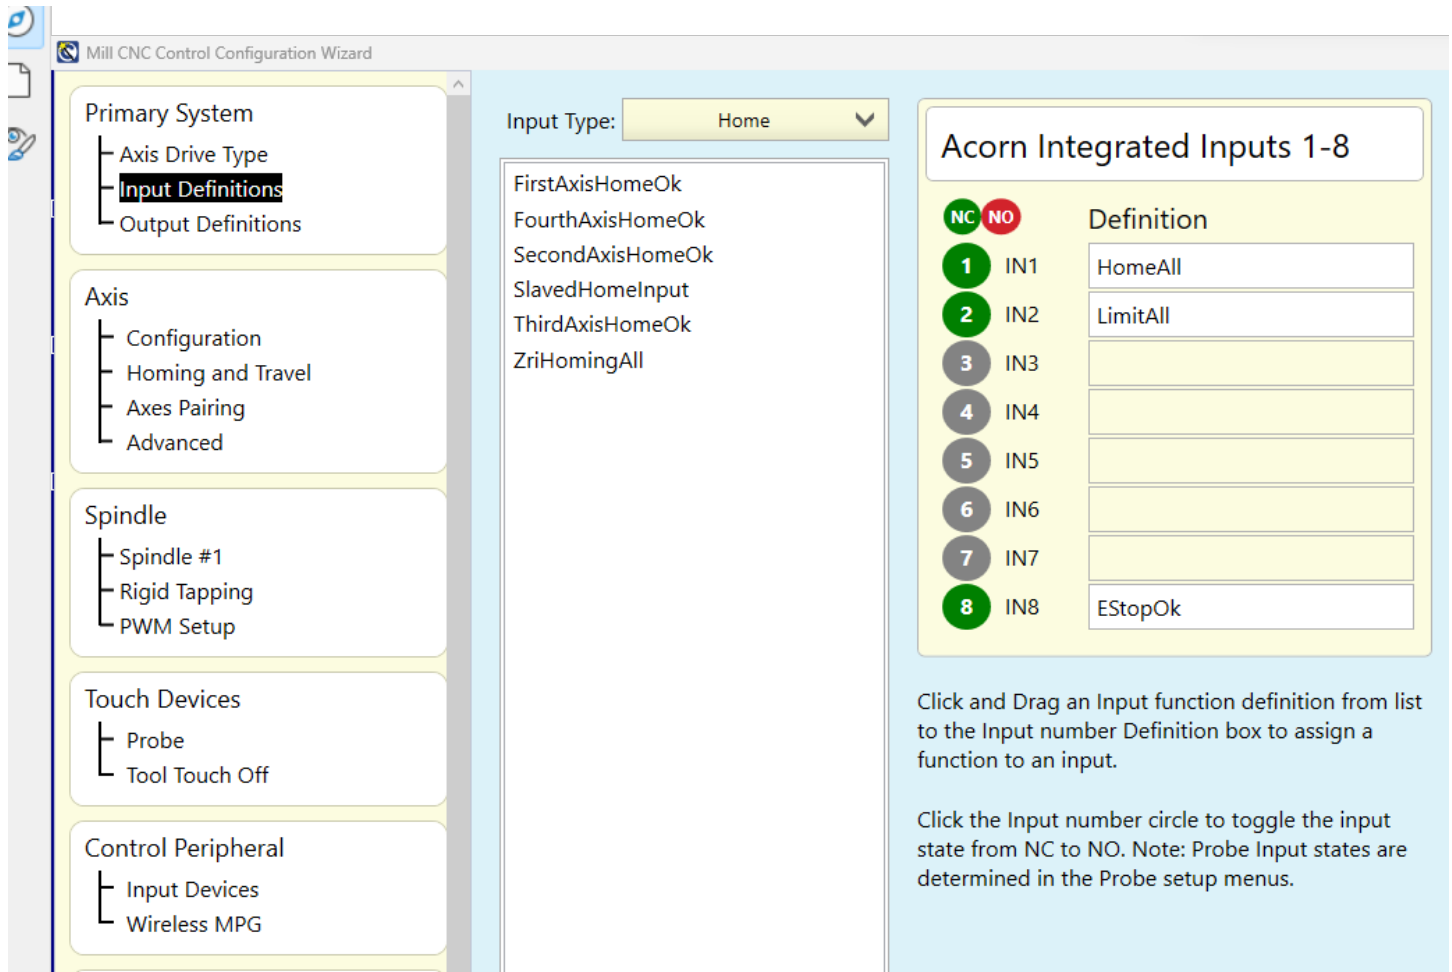 Mill CNC Control Configuration Wizard
Primary System
Axis Drive Type
Input Definitions
Output Definitions
Axis
Configuration
Homing and Travel
Axes Pairing
Advanced
Spindle
Spindle #1
Rigid Tapping
PWM Setup
Touch Devices
Probe
Tool Touch Off
Control Peripheral
Input Devices
Wireless MPG
Input Type: Home
FirstAxisHomeOk
FourthAxisHomeOk
SecondAxisHomeOk
SlavedHomeInput
ThirdAxisHomeOk
ZriHomingAll
Acorn Integrated Inputs 1-8
NC NO Definition
1 IN1 HomeAll
2 IN2 LimitAll
3 IN3
4 IN4
5 IN5
6 IN6
7 IN7
8 IN8 EStopOk
Click and Drag an Input function definition from list
to the Input number Definition box to assign a
function to an input.
Click the Input number circle to toggle the input
state from NC to NO. Note: Probe Input states are
determined in the Probe setup menus.